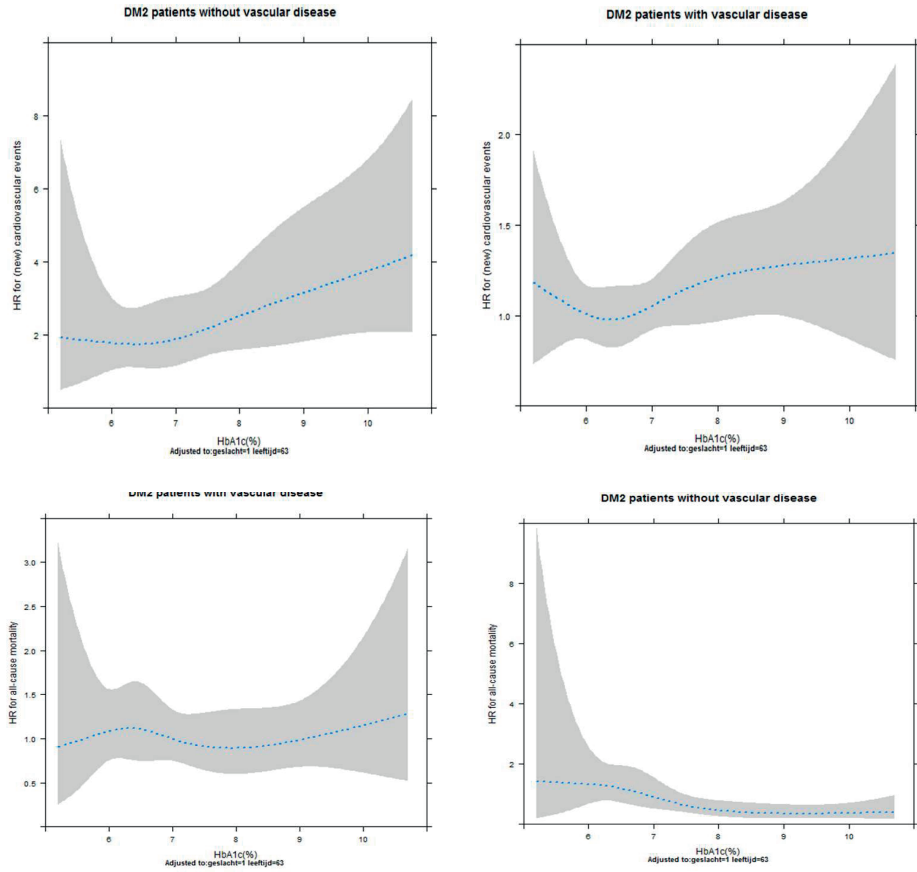 DM2 patients without vascular disease
HR for (new) cardiovascular events
8
6
4
2
6 7 8 9 10
HbA1c(%)
Adjusted to:geslacht=1 leeftijd=63
DM2 patients with vascular disease
HR for (new) cardiovascular events
2.0
1.5
1.0
6 7 8 9 10
HbA1c(%)
Adjusted to:geslacht=1 leeftijd=63
DM2 patients with vascular disease
HR for all-cause mortality
3.0
2.5
2.0
1.5
1.0
0.5
6 7 8 9 10
HbA1c(%)
Adjusted to:geslacht=1 leeftijd=63
DM2 patients without vascular disease
HR for all-cause mortality
8
6
4
2
6 7 8 9 10
HbA1c(%)
Adjusted to:geslacht=1 leeftijd=63